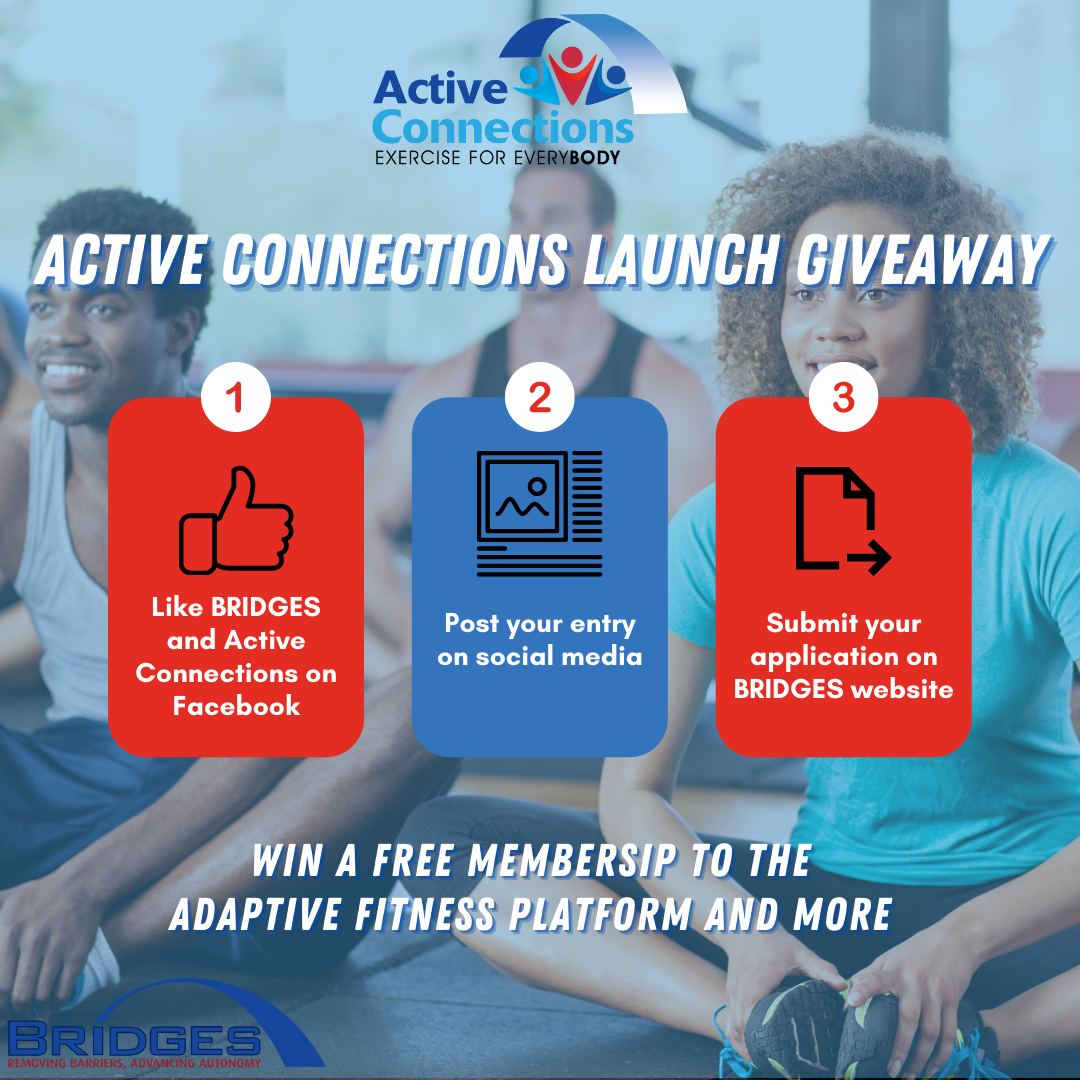 Active
Connections
EXERCISE FOR EVERYBODY
ACTIVE CONNECTIONS LAUNCH GIVEAWAY
1
Like BRIDGES
and Active
Connections on
Facebook
2
Post your entry
on social media
3
Submit your
application on
BRIDGES website
WIN A FREE MEMBERSIP TO THE
ADAPTIVE FITNESS PLATFORM AND MORE
BRIDGES
REMOVING BARRIERS, ADVANCING AUTONOMY